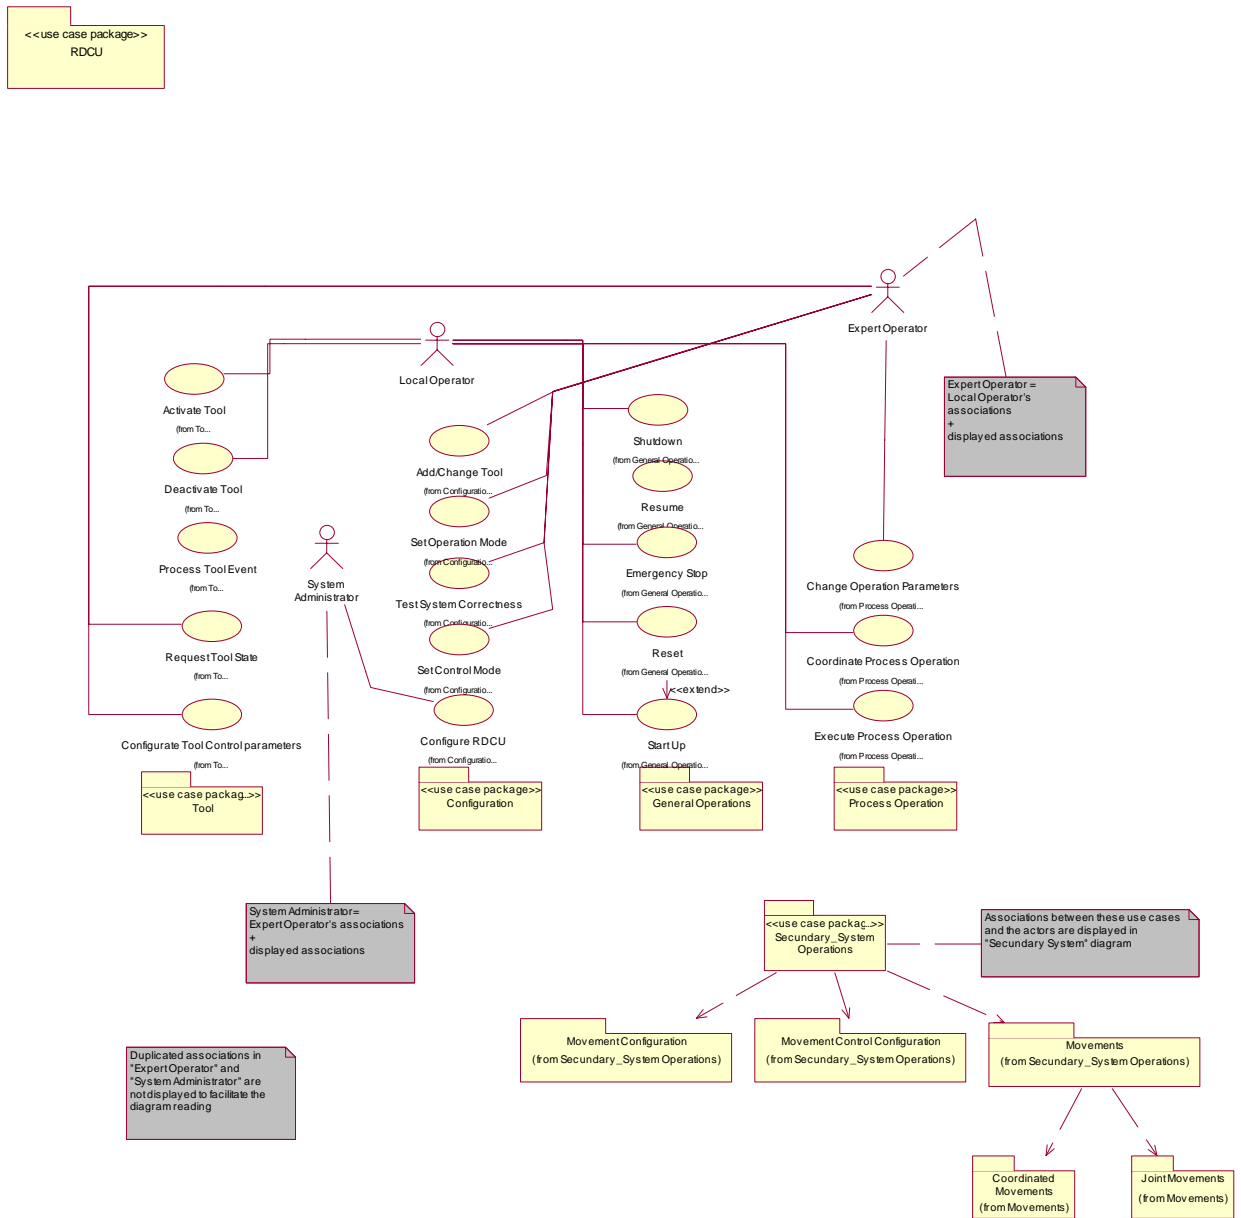 <<use case package>>
RDCU
Expert Operator
Local Operator
Expert Operator =
Local Operator's
associations
+
displayed associations
Activate Tool
(from To...
Deactivate Tool
(from To...
Process Tool Event
(from To...
Request Tool State
(from To...
Configurate Tool Control parameters
(from To...
<<use case packag...>>
Tool
System
Administrator
Add/Change Tool
(from Configuratio...
Set Operation Mode
(from Configuratio...
Test System Correctness
(from Configuratio...
Set Control Mode
(from Configuratio...
Configure RDCU
(from Configuratio...
<<use case package>>
Configuration
Shutdown
(from General Operatio...
Resume
(from General Operatio...
Emergency Stop
(from General Operatio...
Reset
(from General Operatio...
<<extend>>
Start Up
(from General Operatio...
<<use case package>>
General Operations
Change Operation Parameters
(from Process Operati...
Coordinate Process Operation
(from Process Operati...
Execute Process Operation
(from Process Operati...
<<use case package>>
Process Operation
System Administrator=
Expert Operator's associations
+
displayed associations
<<use case packag...>>
Secundary_System
Operations
Associations between these use cases
and the actors are displayed in
"Secundary System" diagram
Movement Configuration
(from Secundary_System Operations)
Movement Control Configuration
(from Secundary_System Operations)
Movements
(from Secundary_System Operations)
Duplicated associations in
"Expert Operator" and
"System Administrator" are
not displayed to facilitate the
diagram reading
Coordinated
Movements
(from Movements)
Joint Movements
(from Movements)